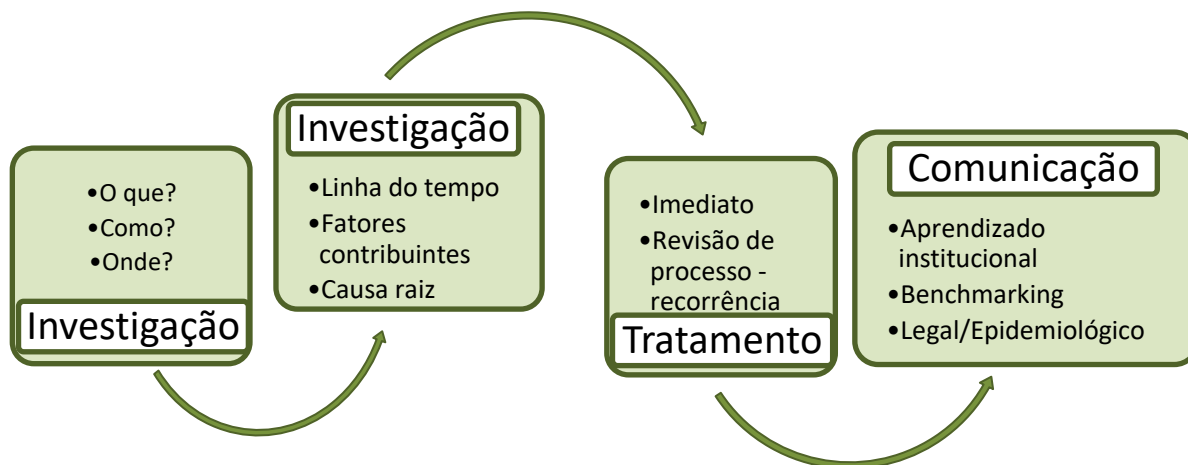 •O que?
•Como?
•Onde?
Investigação
Investigação
•Linha do tempo
•Fatores
contribuintes
•Causa raiz
•Imediato
•Revisão de
processo -
recorrência
Tratamento
Comunicação
•Aprendizado
institucional
•Benchmarking
•Legal/Epidemiológico